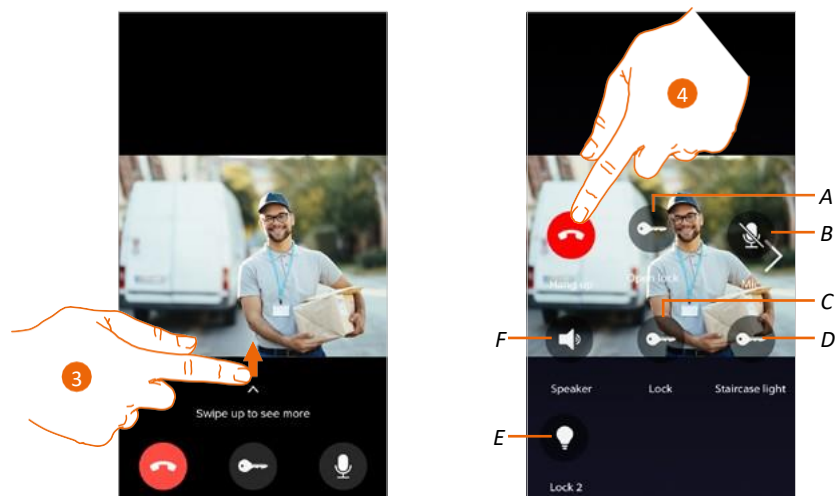 3
Swipe up to see more
4
A
B
Open lock
Hang up
Mic
C
F
D
Speaker Lock Staircase light
E
Lock 2